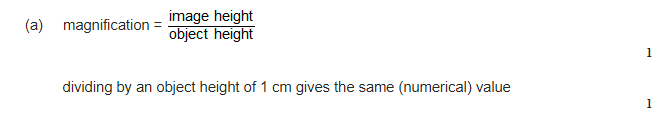 (a) magnification = image height / object height
1
dividing by an object height of 1 cm gives the same (numerical) value
1